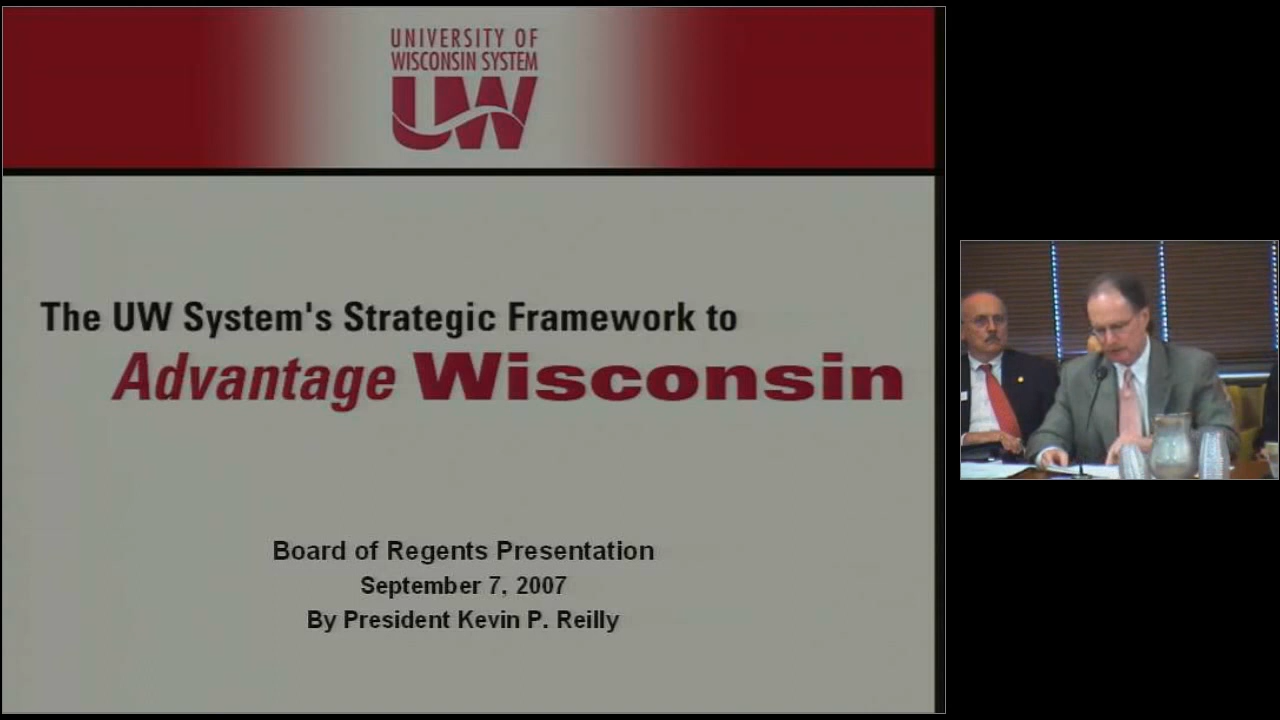 UNIVERSITY OF
WISCONSIN SYSTEM
UW
The UW System's Strategic Framework to
Advantage Wisconsin
Board of Regents Presentation
September 7, 2007
By President Kevin P. Reilly